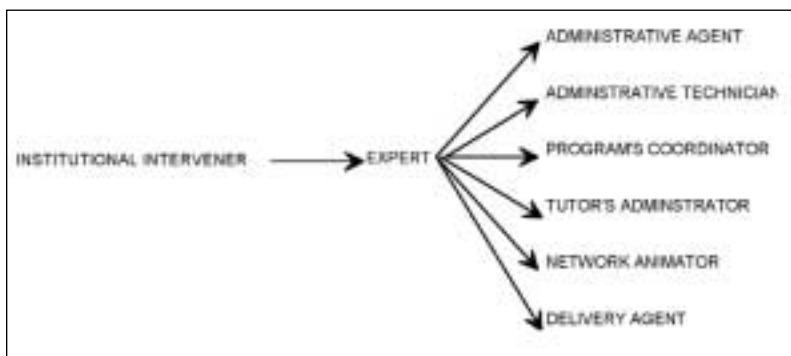 ADMINISTRATIVE AGENT
ADMINSTRATIVE TECHNICIAN
INSTITUTIONAL INTERVENER
EXPERT
PROGRAM'S COORDINATOR
TUTOR'S ADMINSTRATOR
NETWORK ANIMATOR
DELIVERY AGENT